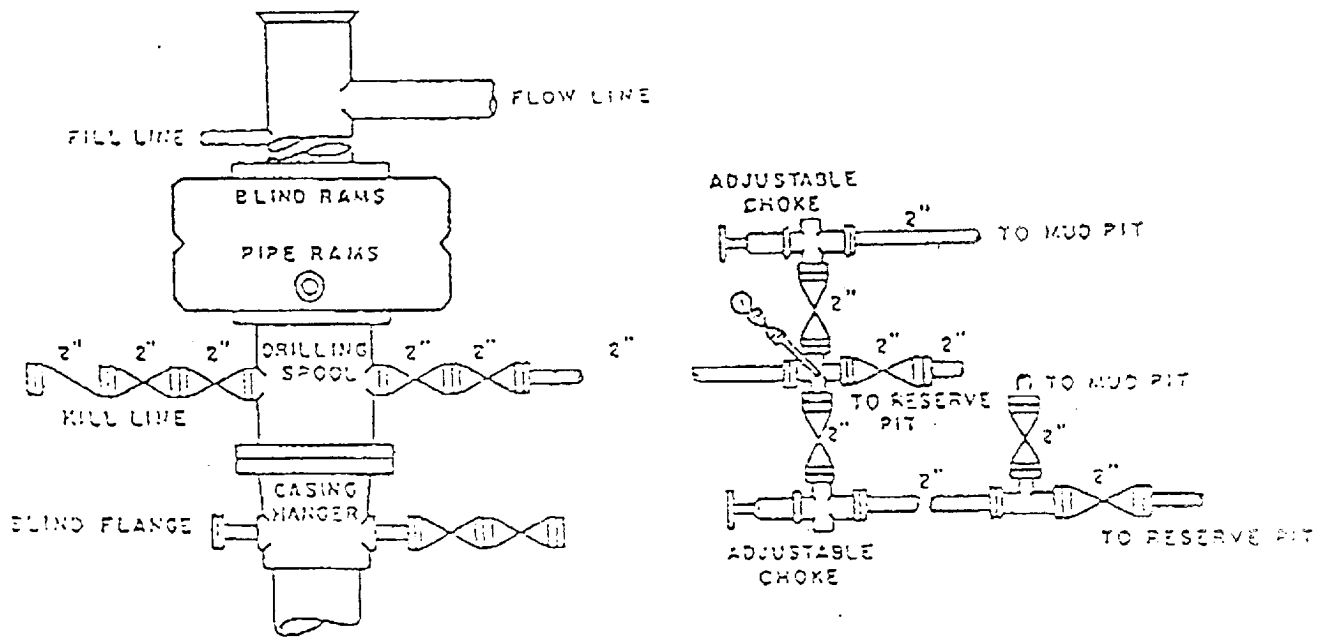 FLOW LINE
FILL LINE
BLIND RAMS
PIPE RAMS
2" 2" 2"
DRILLING
SPOOL
2" 2" 2"
KILL LINE
CASING
HANGER
BLIND FLANGE
ADJUSTABLE
CHOKE
2"
TO MUD PIT
2"
2" 2"
TO RESERVE
PIT
TO MUD PIT
2"
2"
2"
2"
TO RESERVE PIT
ADJUSTABLE
CHOKE